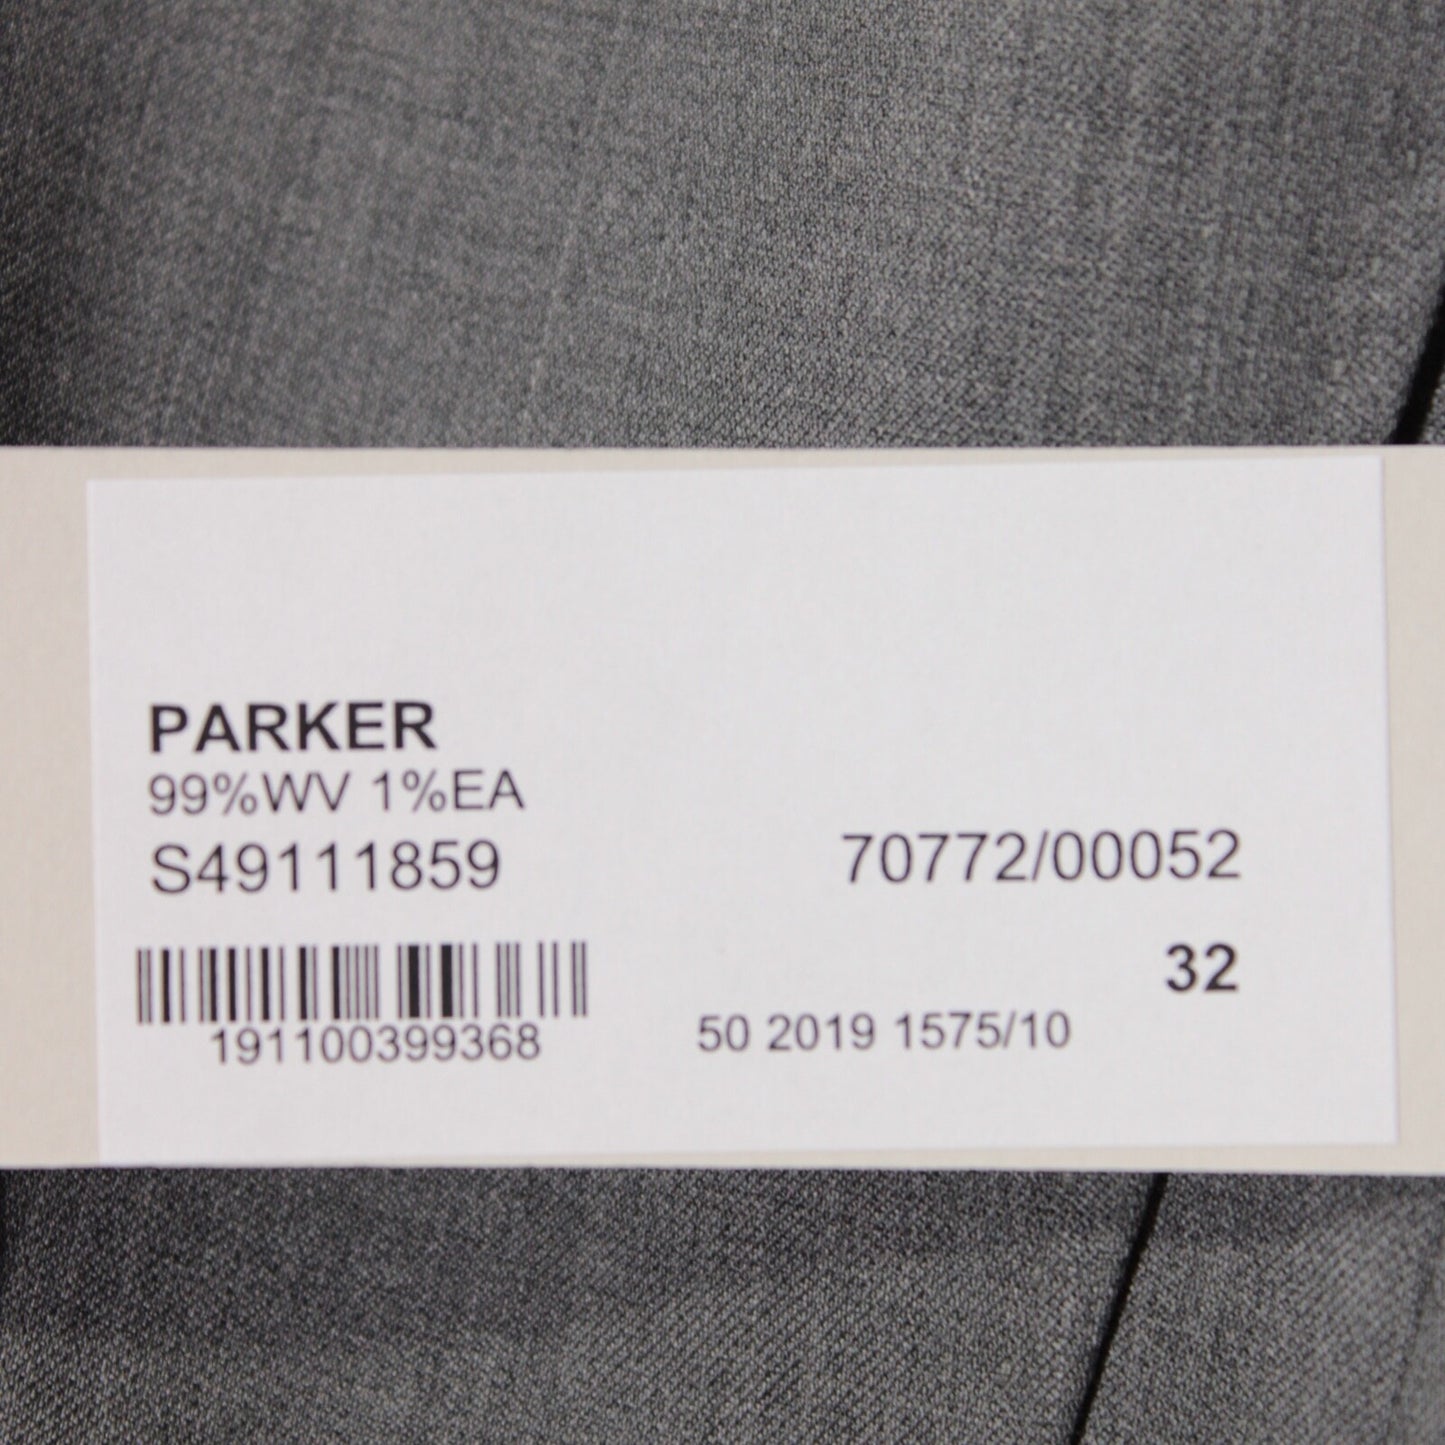 PARKER
99%WV 1%EA
S49111859
70772/00052
32
191100399368
50 2019 1575/10